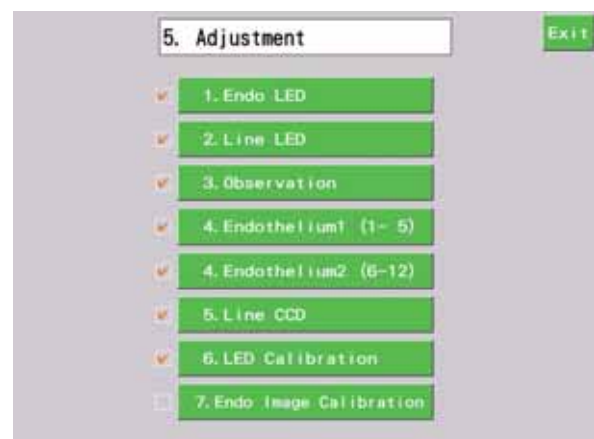 5. Adjustment
Exit
1. Endo LED
2. Line LED
3. Observation
4. Endothelium1 (1- 5)
4. Endothelium2 (6-12)
5. Line CCD
6. LED Calibration
7. Endo Image Calibration